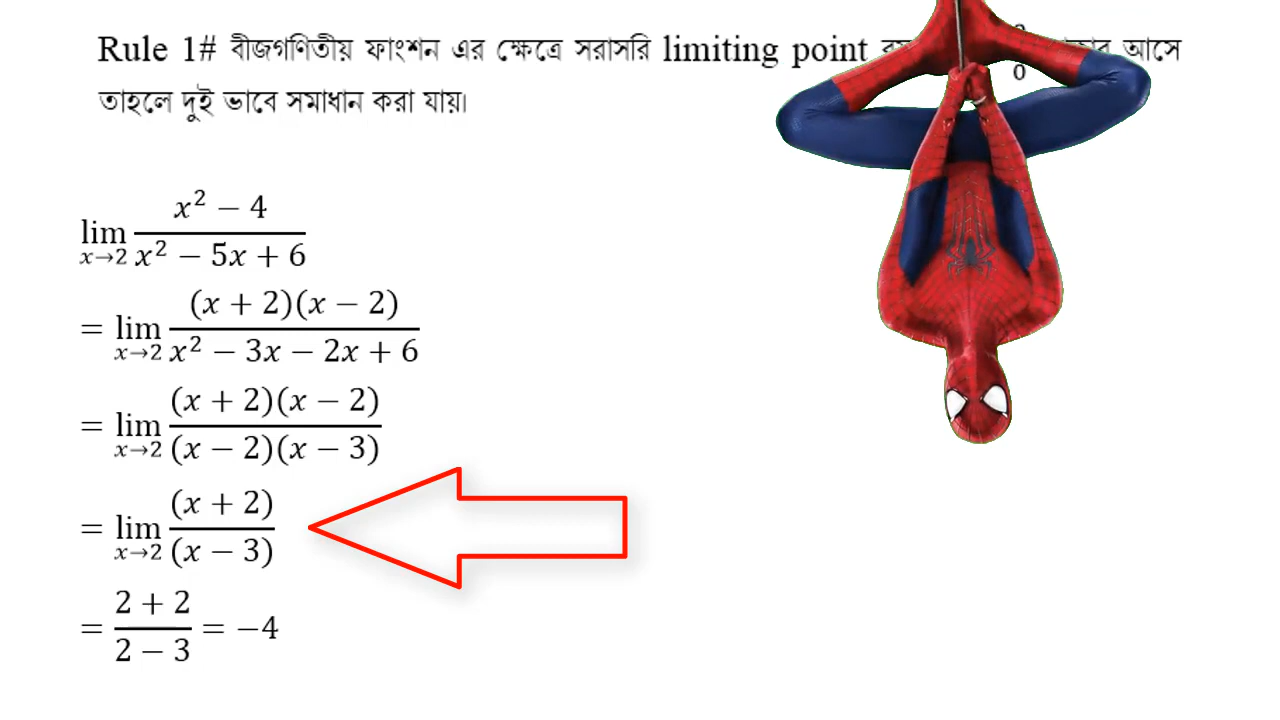 Rule 1# বীজগণিতীয় ফাংশন এর ক্ষেত্রে সরাসরি limiting point আসে
তাহলে দুই ভাবে সমাধান করা যায়।
lim x→2 (x² − 4)/(x² − 5x + 6)
= lim x→2 (x + 2)(x − 2)/(x² − 3x − 2x + 6)
= lim x→2 (x + 2)(x − 2)/(x − 2)(x − 3)
= lim x→2 (x + 2)/(x − 3)
= (2 + 2)/(2 − 3) = −4